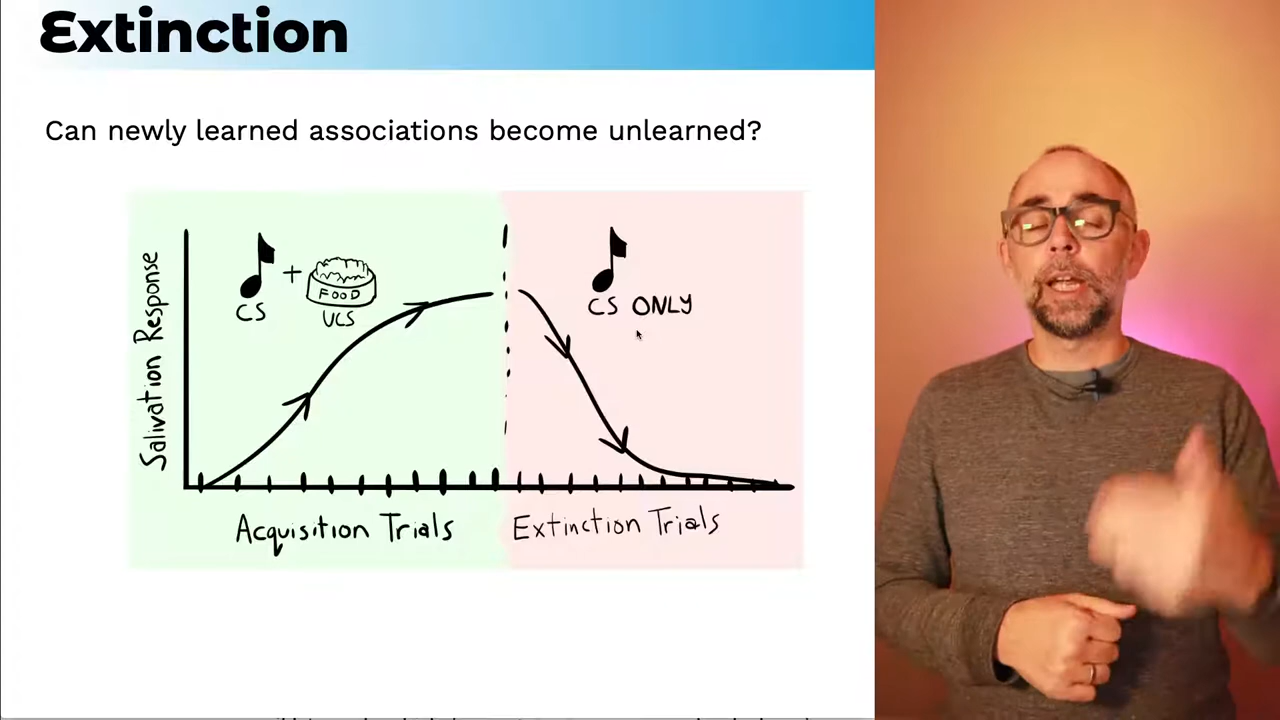 Extinction
Can newly learned associations become unlearned?
Salivation Response
CS
+
FOOD
UCS
CS ONLY
Acquisition Trials
Extinction Trials